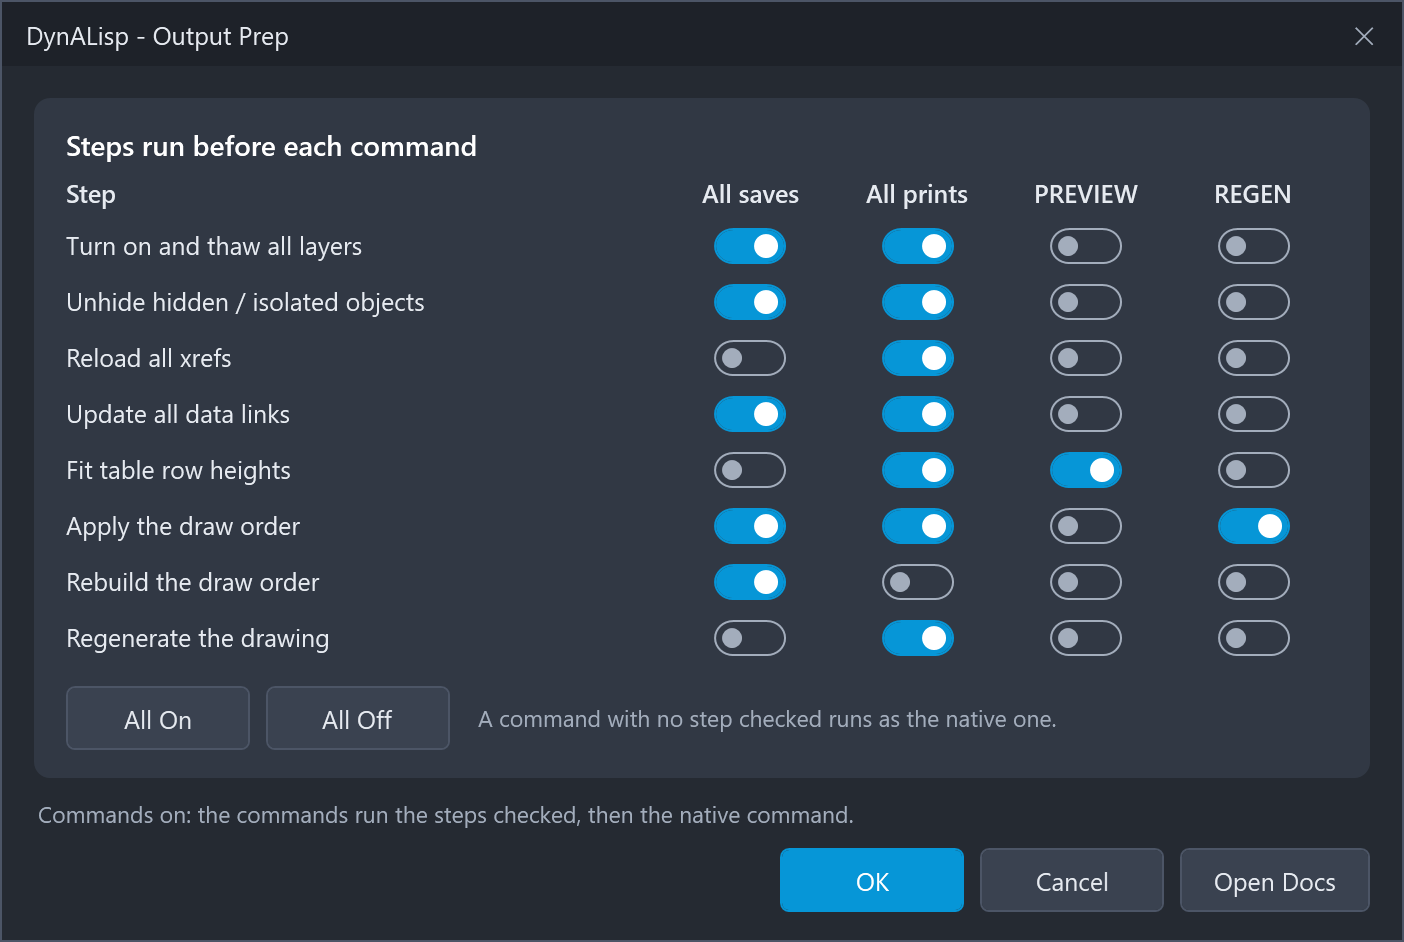 DynALisp - Output Prep
Steps run before each command
Step All saves All prints PREVIEW REGEN
Turn on and thaw all layers
Unhide hidden / isolated objects
Reload all xrefs
Update all data links
Fit table row heights
Apply the draw order
Rebuild the draw order
Regenerate the drawing
All On All Off A command with no step checked runs as the native one.
Commands on: the commands run the steps checked, then the native command.
OK Cancel Open Docs